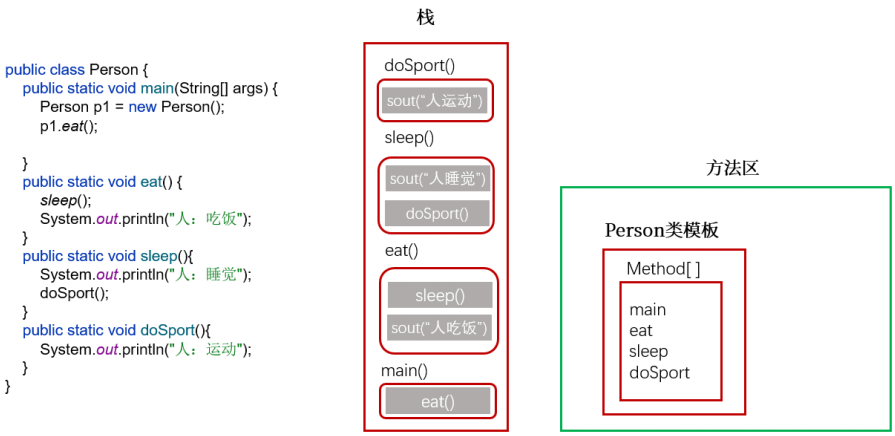 栈
public class Person {
public static void main(String[] args) {
Person p1 = new Person();
p1.eat();
}
public static void eat() {
sleep();
System.out.println("人：吃饭");
}
public static void sleep(){
System.out.println("人：睡觉");
doSport();
}
public static void doSport(){
System.out.println("人：运动");
}
}
doSport()
sout(“人运动”)
sleep()
sout(“人睡觉”)
doSport()
eat()
sleep()
sout(“人吃饭”)
main()
eat()
方法区
Person类模板
Method[ ]
main
eat
sleep
doSport